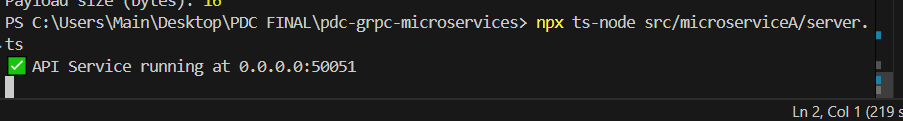 Payload size (bytes): 16
PS C:\Users\Main\Desktop\PDC FINAL\pdc-grpc-microservices> npx ts-node src/microserviceA/server.
ts
✅ API Service running at 0.0.0.0:50051
Ln 2, Col 1 (219 s